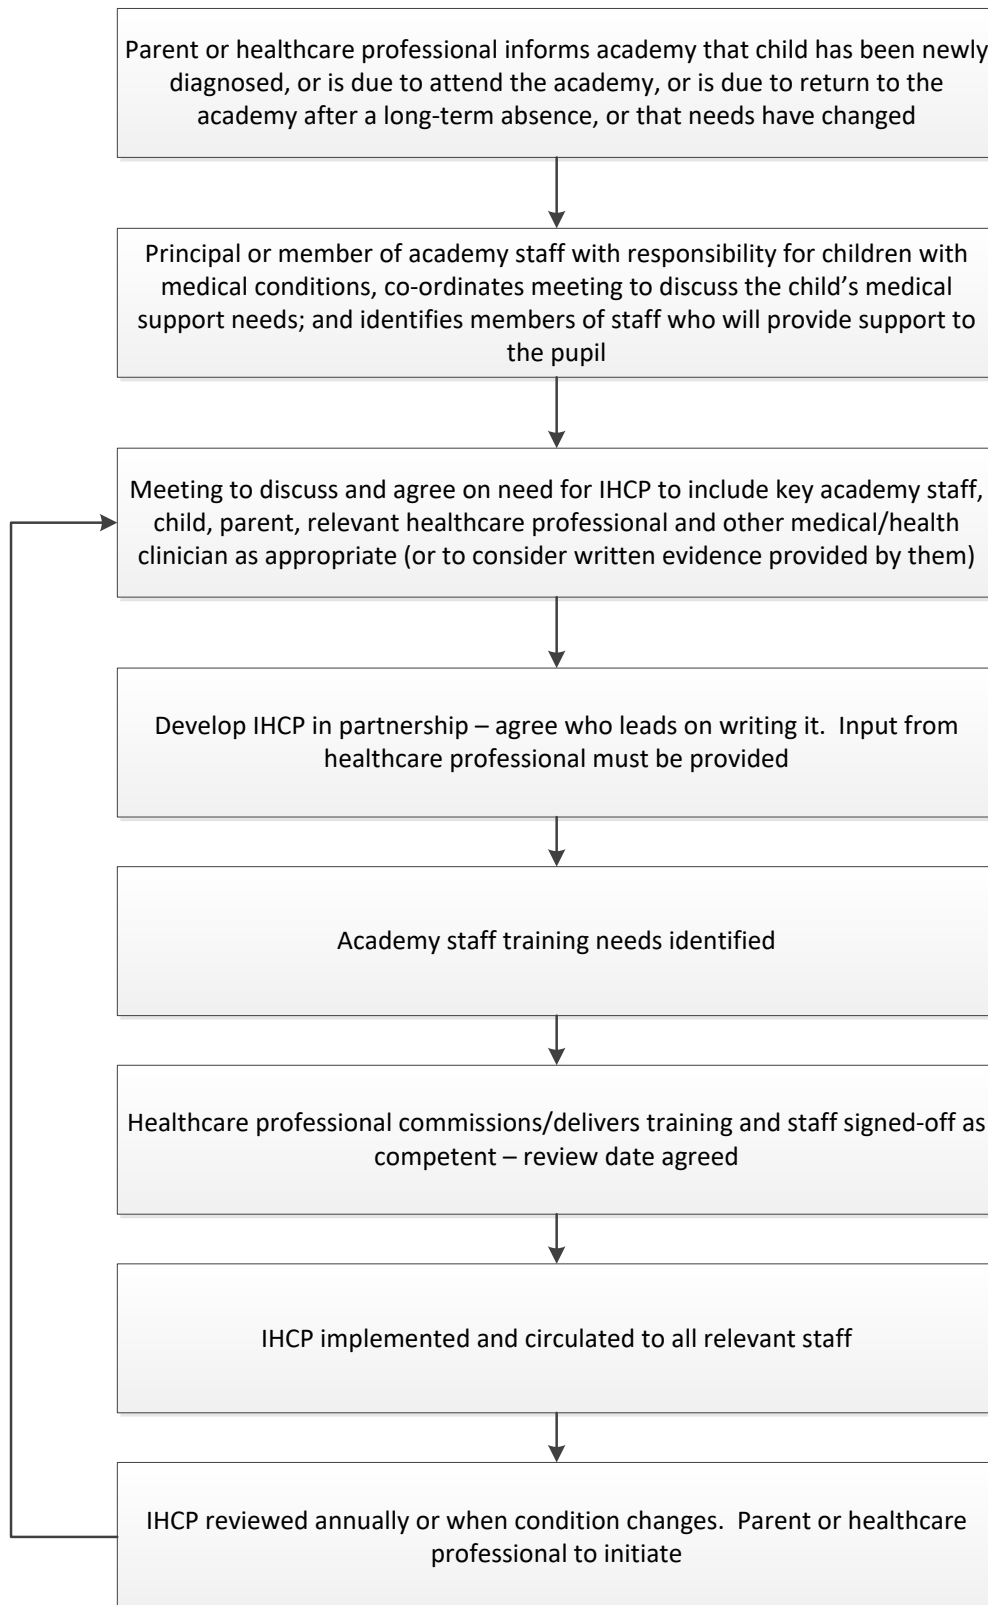 Parent or healthcare professional informs academy that child has been newly
diagnosed, or is due to attend the academy, or is due to return to the
academy after a long-term absence, or that needs have changed
Principal or member of academy staff with responsibility for children with
medical conditions, co-ordinates meeting to discuss the child’s medical
support needs; and identifies members of staff who will provide support to
the pupil
Meeting to discuss and agree on need for IHCP to include key academy staff,
child, parent, relevant healthcare professional and other medical/health
clinician as appropriate (or to consider written evidence provided by them)
Develop IHCP in partnership – agree who leads on writing it.  Input from
healthcare professional must be provided
Academy staff training needs identified
Healthcare professional commissions/delivers training and staff signed-off as
competent – review date agreed
IHCP implemented and circulated to all relevant staff
IHCP reviewed annually or when condition changes.  Parent or healthcare
professional to initiate